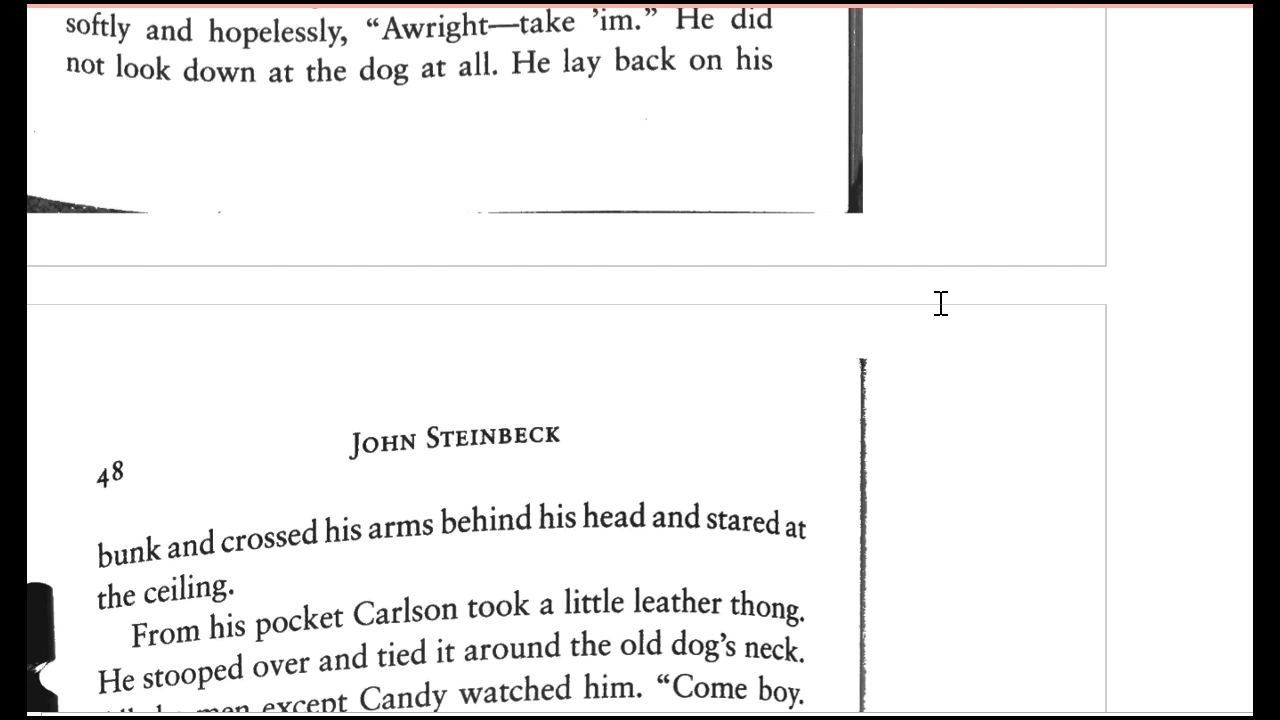 softly and hopelessly, “Awright—take ’im.” He did
not look down at the dog at all. He lay back on his
JOHN STEINBECK
48
bunk and crossed his arms behind his head and stared at
the ceiling.
From his pocket Carlson took a little leather thong.
He stooped over and tied it around the old dog’s neck.
men except Candy watched him. “Come boy.